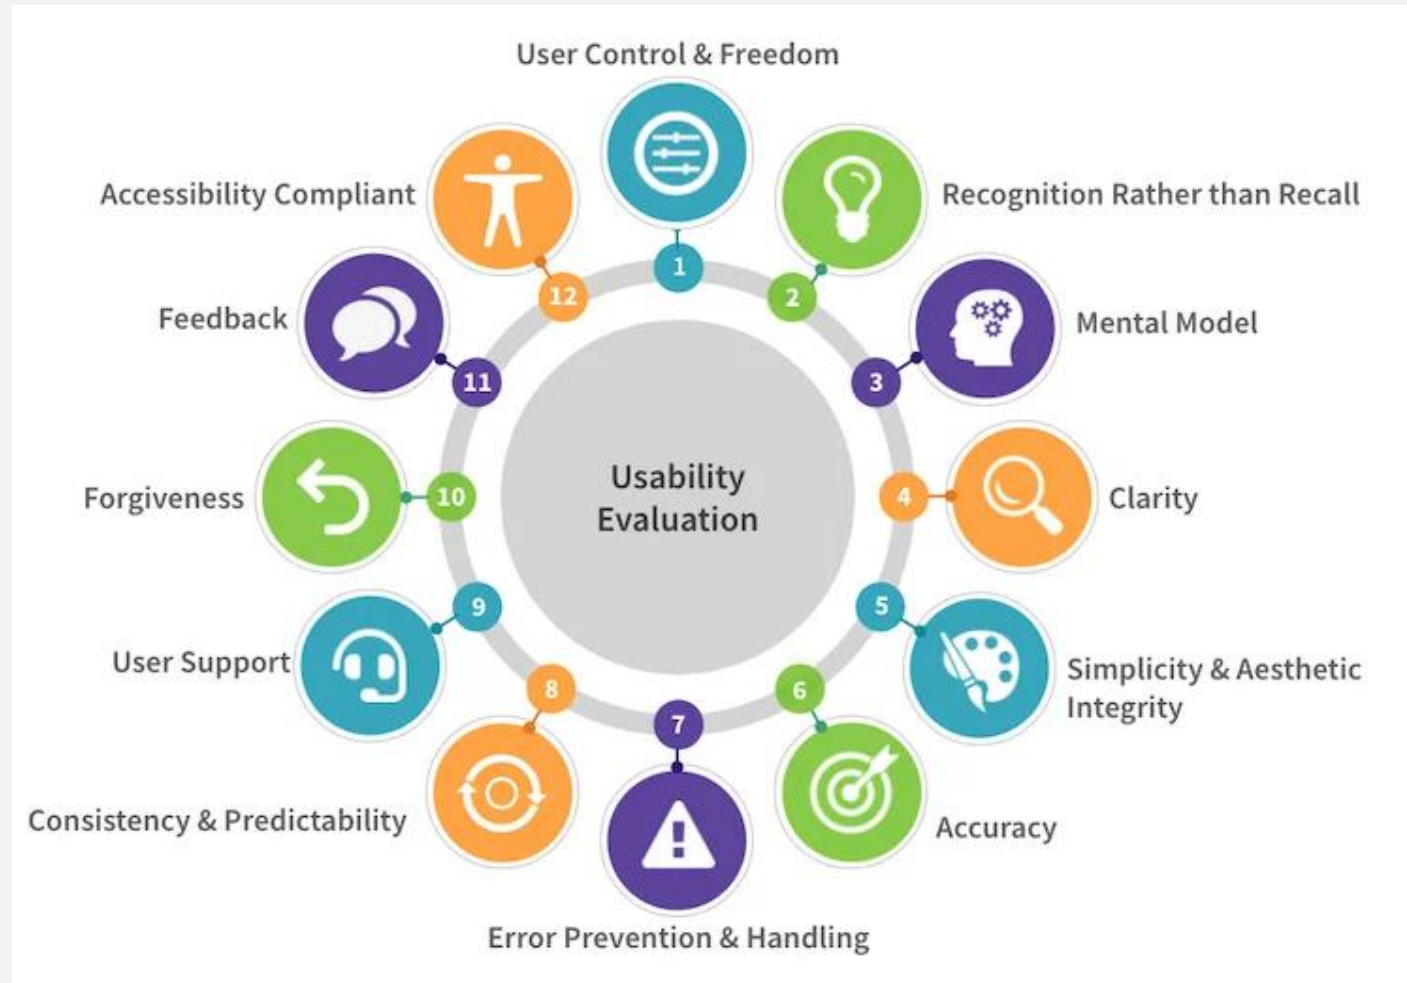 Usability
Evaluation
1
User Control & Freedom
2
Recognition Rather than Recall
3
Mental Model
4
Clarity
5
Simplicity & Aesthetic
Integrity
6
Accuracy
7
Error Prevention & Handling
8
Consistency & Predictability
9
User Support
10
Forgiveness
11
Feedback
12
Accessibility Compliant